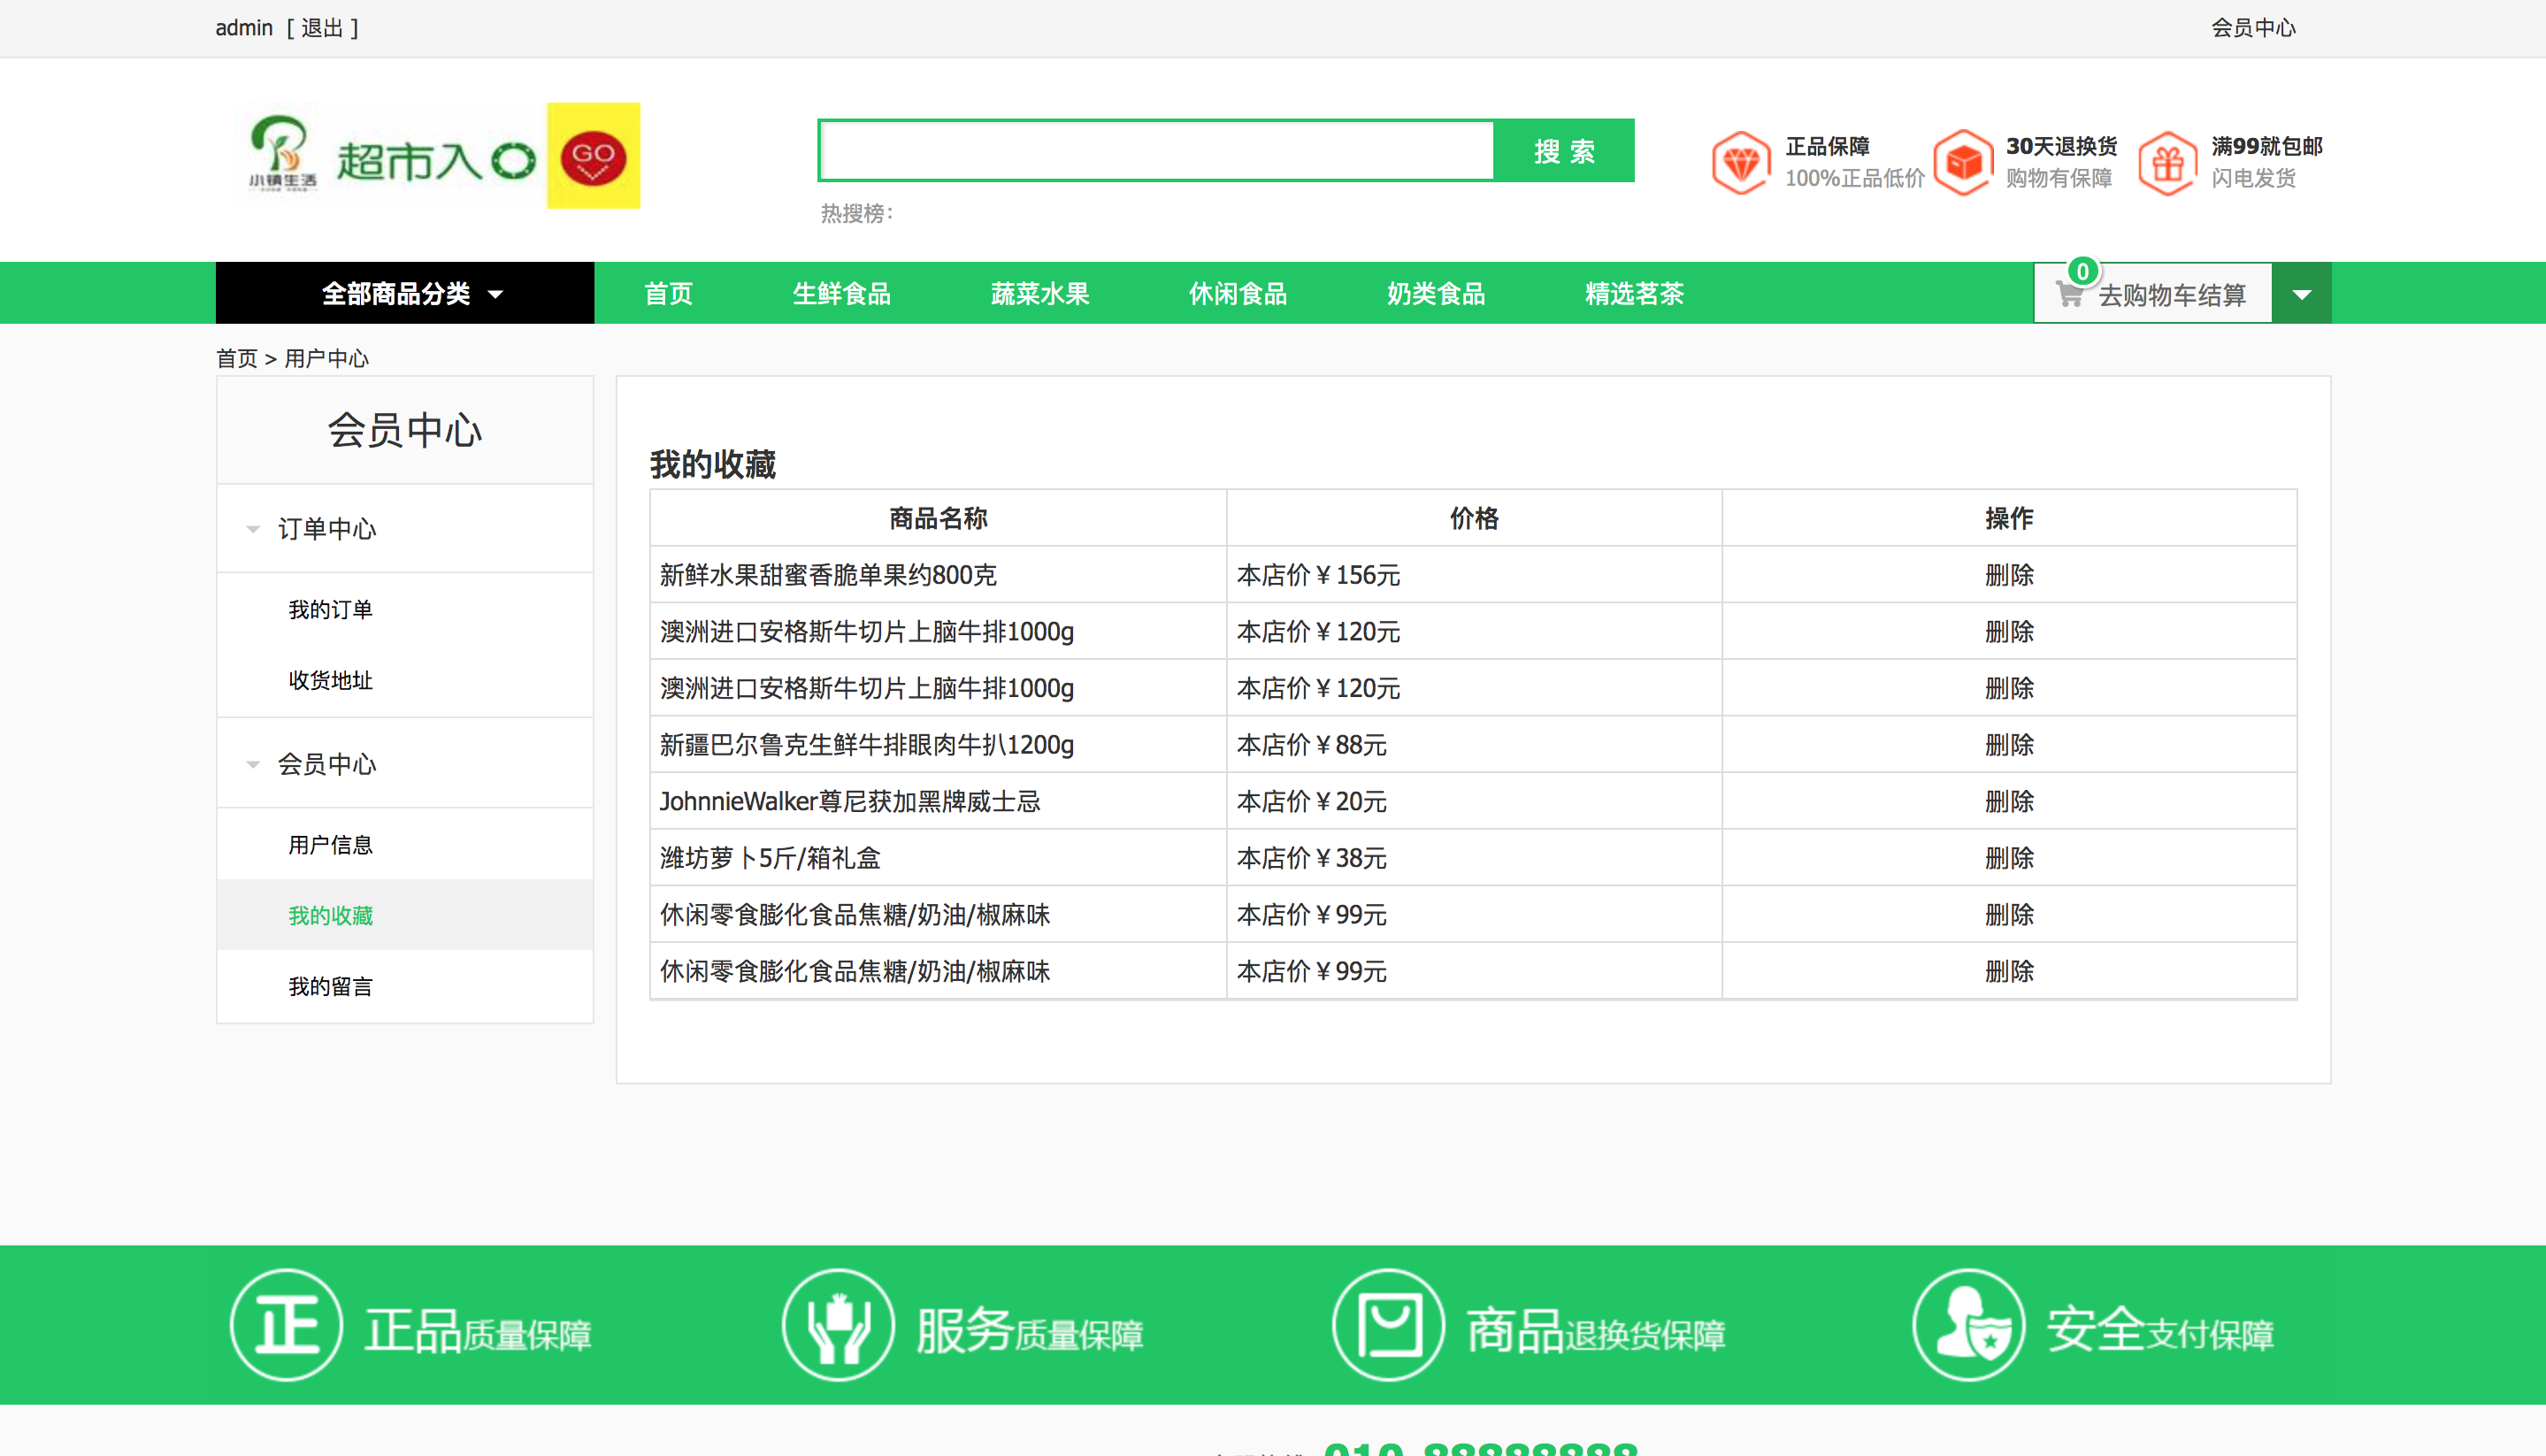 admin [ 退出 ]
会员中心
小镇生活
超市入口
GO
搜 索
热搜榜：
正品保障
100%正品低价
30天退换货
购物有保障
满99就包邮
闪电发货
全部商品分类
首页
生鲜食品
蔬菜水果
休闲食品
奶类食品
精选茗茶
0
去购物车结算
首页 > 用户中心
会员中心
订单中心
我的订单
收货地址
会员中心
用户信息
我的收藏
我的留言
我的收藏
商品名称 价格 操作
新鲜水果甜蜜香脆单果约800克 本店价￥156元 删除
澳洲进口安格斯牛切片上脑牛排1000g 本店价￥120元 删除
澳洲进口安格斯牛切片上脑牛排1000g 本店价￥120元 删除
新疆巴尔鲁克生鲜牛排眼肉牛扒1200g 本店价￥88元 删除
JohnnieWalker尊尼获加黑牌威士忌 本店价￥20元 删除
潍坊萝卜5斤/箱礼盒 本店价￥38元 删除
休闲零食膨化食品焦糖/奶油/椒麻味 本店价￥99元 删除
休闲零食膨化食品焦糖/奶油/椒麻味 本店价￥99元 删除
正 正品质量保障
服务质量保障
商品退换货保障
安全支付保障
010-88888888